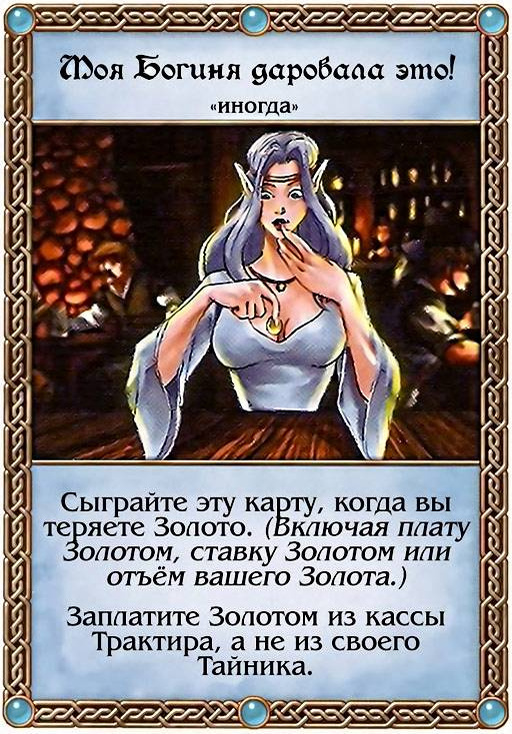 Моя Богиня даровала это!
«иногда»
Сыграйте эту карту, когда вы
теряете Золото. (Включая плату
Золотом, ставку Золотом или
отъём вашего Золота.)
Заплатите Золотом из кассы
Трактира, а не из своего
Тайника.